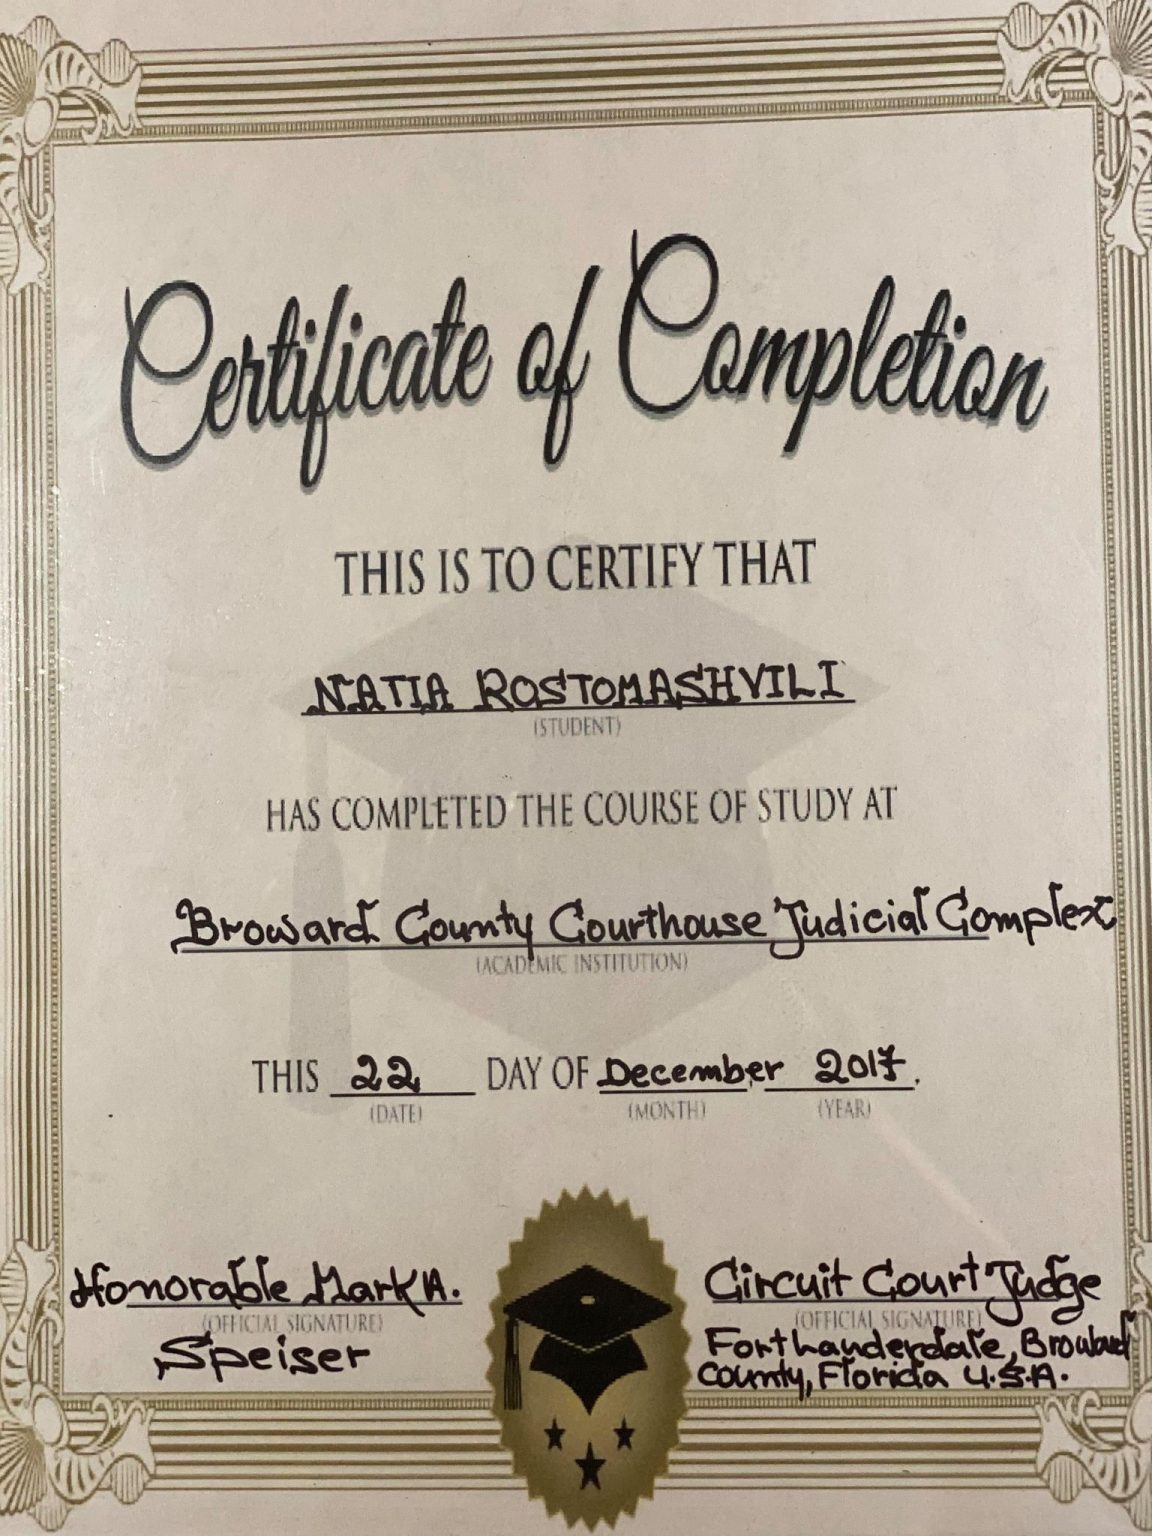 Certificate of Completion
THIS IS TO CERTIFY THAT
NATIA ROSTOMASHVILI
(STUDENT)
HAS COMPLETED THE COURSE OF STUDY AT
Broward County Courthouse Judicial Complex
(ACADEMIC INSTITUTION)
THIS 22 DAY OF December 2017.
(DATE) (MONTH) (YEAR)
Honorable Mark A.
(OFFICIAL SIGNATURE)
Speiser
Circuit Court Judge
(OFFICIAL SIGNATURE)
Fort Landerdale, Broward
County, Florida U.S.A.